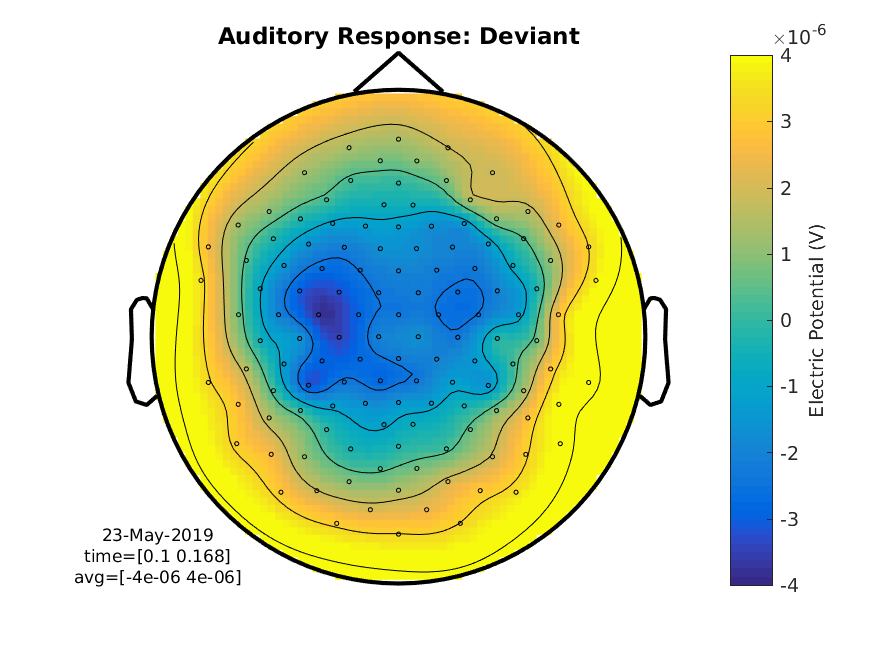 Auditory Response: Deviant
×10-6
4
3
2
1
0
-1
-2
-3
-4
Electric Potential (V)
23-May-2019
time=[0.1 0.168]
avg=[-4e-06 4e-06]